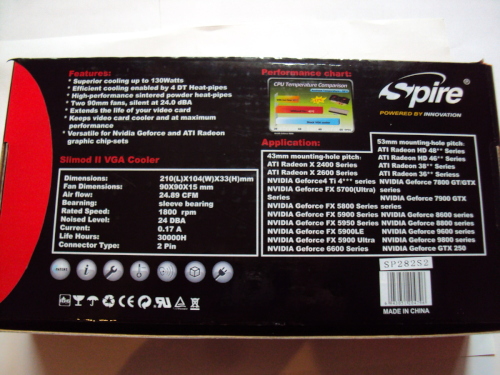 Features:
* Superior cooling up to 130Watts
* Efficient cooling enabled by 4 DT Heat-pipes
* High-performance sintered powder heat-pipes
* Two 90mm fans, silent at 24.0 dBA
* Extends the life of your video card
* Keeps video card cooler and at maximum
performance
* Versatile for Nvidia Geforce and ATI Radeon
graphic chip-sets
Slimod II VGA Cooler
Dimensions: 210(L)X104(W)X33(H)mm
Fan Dimensions: 90X90X15 mm
Air flow: 24.89 CFM
Bearning: sleeve bearing
Rated Speed: 1800 rpm
Noised Level: 24 DBA
Current: 0.17 A
Life Hours: 30000H
Connector Type: 2 Pin
Performance chart:
CPU Temperature Comparison
Spire ®
POWERED BY INNOVATION
Application:
43mm mounting-hole pitch:
ATI Radeon X 2400 Series
ATI Radeon X 2600 Series
NVIDIA Geforce4 Ti 4*** series
NVIDIA GeForce FX 5700(Ultra)
Series
NVIDIA GeForce FX 5800 Series
NVIDIA GeForce FX 5900 Series
NVIDIA GeForce FX 5950 Series
NVIDIA GeForce FX 5900LE
NVIDIA GeForce FX 5900 Ultra
NVIDIA GeForce 6600 Series
53mm mounting-hole pitch:
ATI Radeon HD 48** Series
ATI Radeon HD 46** Series
ATI Radeon 38** Series
ATI Radeon 36** Seriess
NVIDIA Geforce 7800 GT/GTX
series
NVIDIA Geforce 7900 GTX
series
NVIDIA Geforce 8600 series
NVIDIA Geforce 8800 series
NVIDIA Geforce 9600 series
NVIDIA Geforce 9800 series
NVIDIA Geforce GTX 250
SP282S2
MADE IN CHINA